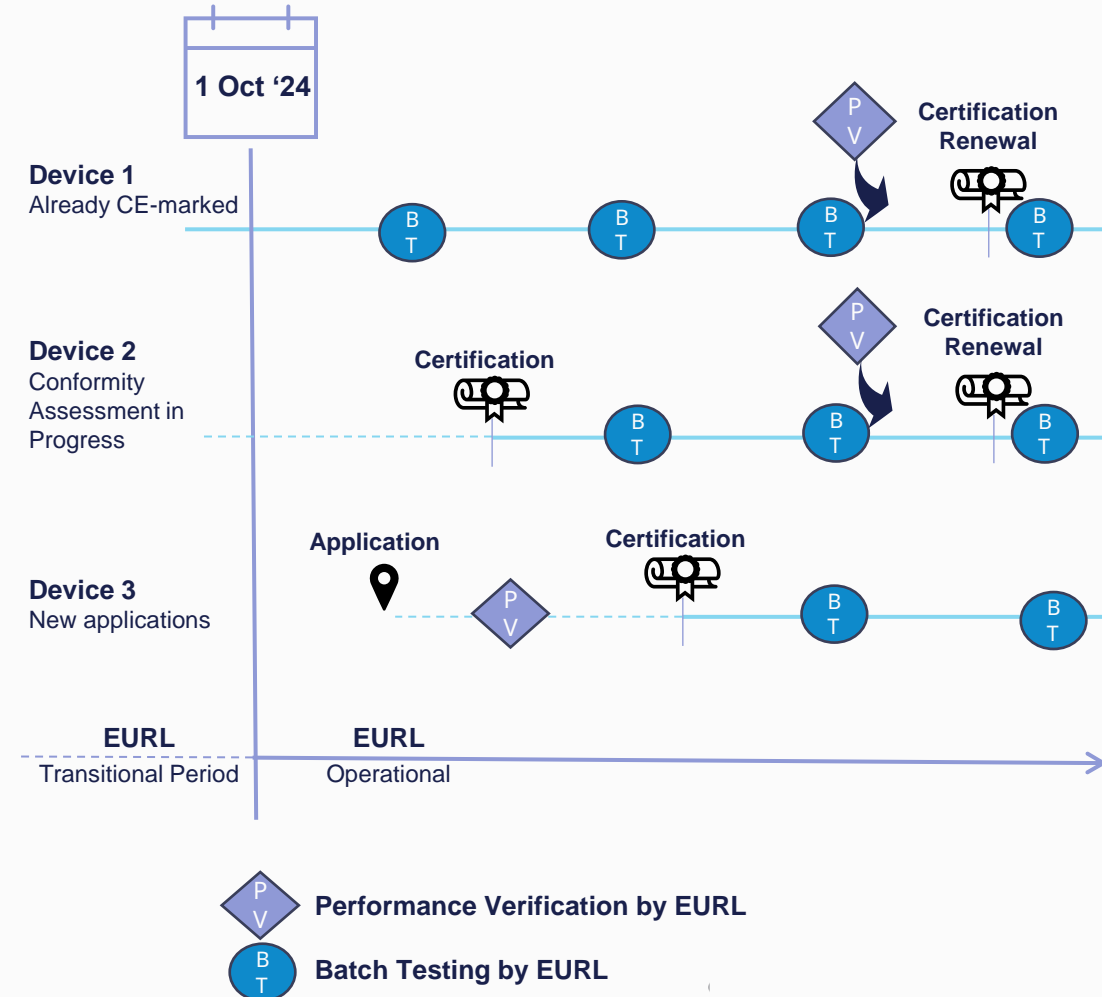 1 Oct ‘24
P
V
Certification
Renewal
Device 1
Already CE-marked
B
T
B
T
B
T
B
T
P
V
Certification
Renewal
Device 2
Conformity
Assessment in
Progress
Certification
B
T
B
T
B
T
Application
Certification
Device 3
New applications
P
V
B
T
B
T
EURL
Transitional Period
EURL
Operational
P
V
Performance Verification by EURL
B
T
Batch Testing by EURL